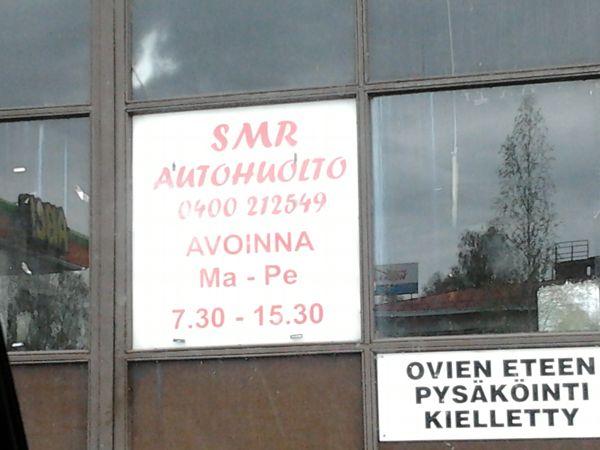 SMR
AUTOHUOLTO
0400 212549
AVOINNA
Ma - Pe
7.30 - 15.30
OVIEN ETEEN
PYSÄKÖINTI
KIELLETTY